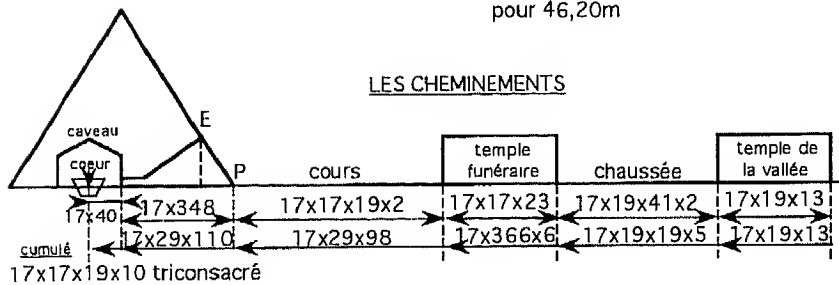 pour 46,20m
LES CHEMINEMENTS
E
caveau
coeur
P
cours
temple
funéraire
chaussée
temple de
la vallée
17x40
17x348
17x17x19x2
17x17x23
17x19x41x2
17x19x13
cumulé
17x29x110
17x29x98
17x366x6
17x19x19x5
17x19x13
17x17x19x10 triconsacré